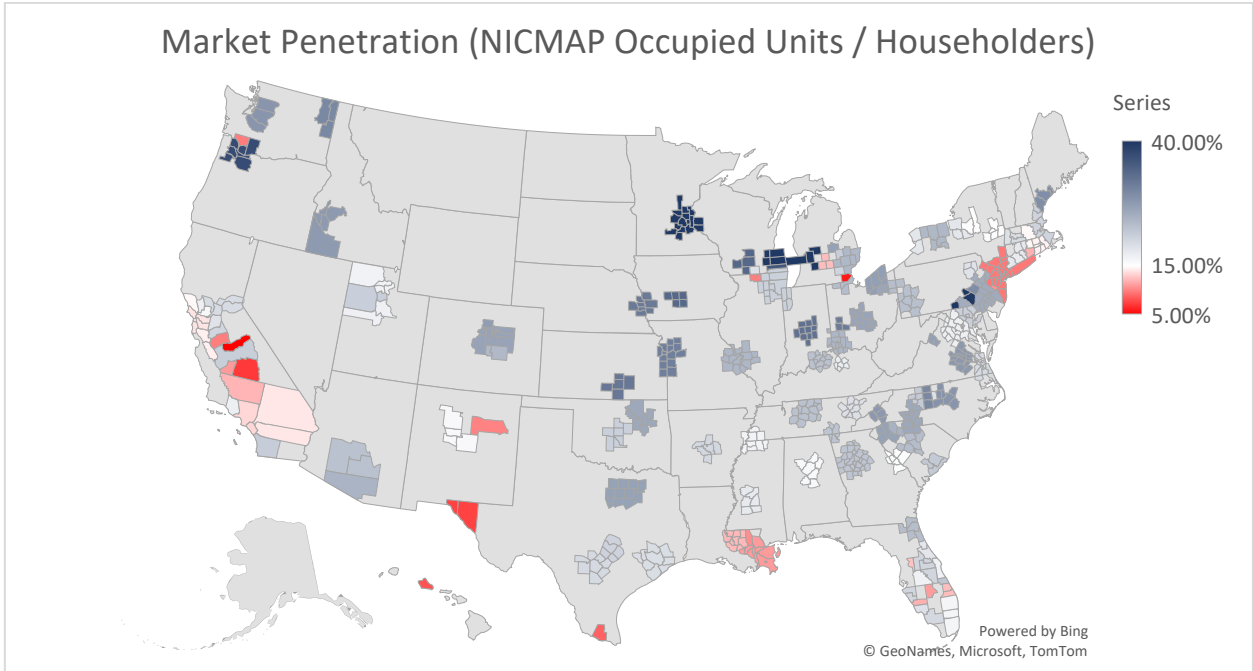 Market Penetration (NICMAP Occupied Units / Householders)
Series
40.00%
15.00%
5.00%
Powered by Bing
© GeoNames, Microsoft, TomTom